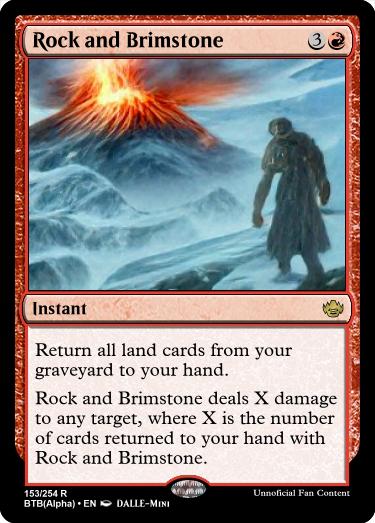 Rock and Brimstone 3
Instant
Return all land cards from your
graveyard to your hand.
Rock and Brimstone deals X damage
to any target, where X is the number
of cards returned to your hand with
Rock and Brimstone.
153/254 R Unofficial Fan Content
BTB(Alpha) • EN DALLE-Mini